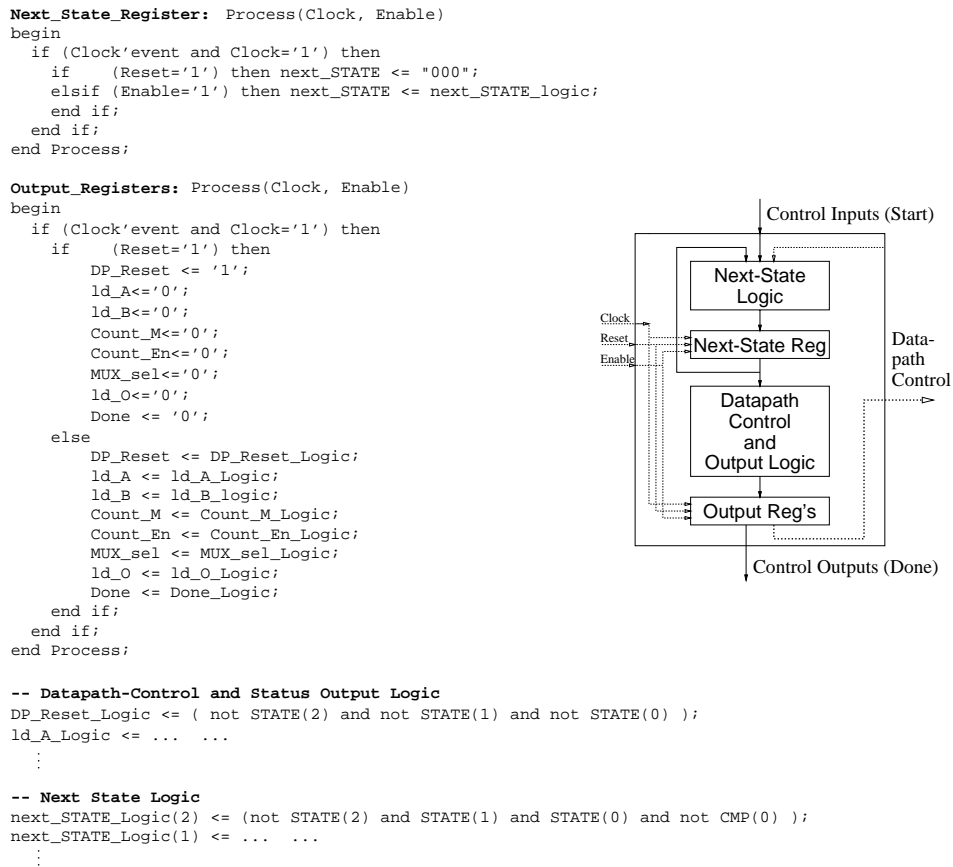 Next_State_Register: Process(Clock, Enable)
begin
if (Clock'event and Clock='1') then
if (Reset='1') then next_STATE <= "000";
elsif (Enable='1') then next_STATE <= next_STATE_logic;
end if;
end if;
end Process;
Output_Registers: Process(Clock, Enable)
begin
if (Clock'event and Clock='1') then
if (Reset='1') then
DP_Reset <= '1';
ld_A<='0';
ld_B<='0';
Count_M<='0';
Count_En<='0';
MUX_sel<='0';
ld_O<='0';
Done <= '0';
else
DP_Reset <= DP_Reset_Logic;
ld_A <= ld_A_Logic;
ld_B <= ld_B_logic;
Count_M <= Count_M_Logic;
Count_En <= Count_En_Logic;
MUX_sel <= MUX_sel_Logic;
ld_O <= ld_O_Logic;
Done <= Done_Logic;
end if;
end if;
end Process;
Control Inputs (Start)
Next-State
Logic
Clock
Reset
Enable
Next-State Reg
Data-
path
Control
Datapath
Control
and
Output Logic
Output Reg's
Control Outputs (Done)
-- Datapath-Control and Status Output Logic
DP_Reset_Logic <= ( not STATE(2) and not STATE(1) and not STATE(0) );
ld_A_Logic <= ... ...
-- Next State Logic
next_STATE_Logic(2) <= (not STATE(2) and STATE(1) and STATE(0) and not CMP(0) );
next_STATE_Logic(1) <= ... ...